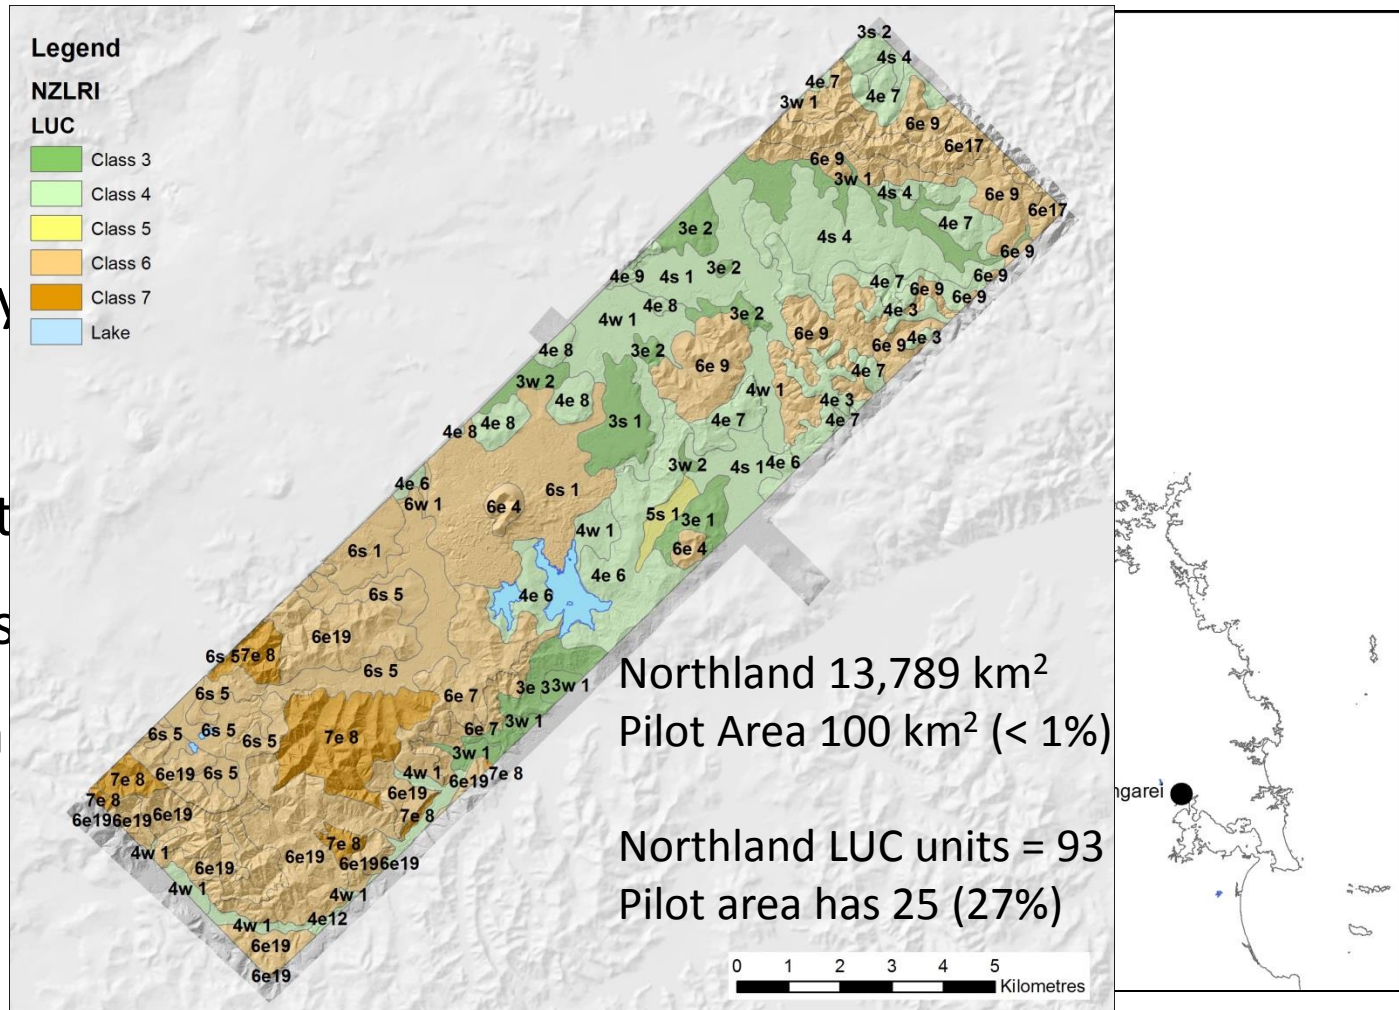 Legend
NZLRI
LUC
Class 3
Class 4
Class 5
Class 6
Class 7
Lake
3s 2
4s 4
4e 7
3w 1
4e 7
6e 9
6e17
6e 9
3w 1
4s 4
6e 9
6e17
4e 7
3e 2
4s 4
6e 9
4e 9
4s 1
3e 2
6e 9
4e 7
6e 9
6e 9
4e 8
4e 3
4w 1
3e 2
6e 9
6e 9
4e 3
4e 8
3e 2
6e 9
4e 7
3w 2
4w 1
4e 8
4e 3
4e 8
4e 8
3s 1
4e 7
4e 7
3w 2
4s 1
4e 6
4e 6
6w 1
6s 1
6e 4
5s 1
3e 1
4w 1
6s 1
6e 4
4e 6
6s 5
4e 6
6e19
6s 5
7e 8
6s 5
6s 5
6e 7
3e 3
3w 1
6e 7
3w 1
6s 5
6s 5
6s 5
7e 8
3w 1
7e 8
6e19
6s 5
4w 1
6e19
7e 8
7e 8
6e19
6e19
6e19
6e19
7e 8
4w 1
7e 8
6e19
6e19
6e19
6e19
4w 1
4w 1
4w 1
4e12
6e19
6e19
Northland 13,789 km²
Pilot Area 100 km² (< 1%)
Northland LUC units = 93
Pilot area has 25 (27%)
0 1 2 3 4 5
Kilometres
ngarei
y
t
s